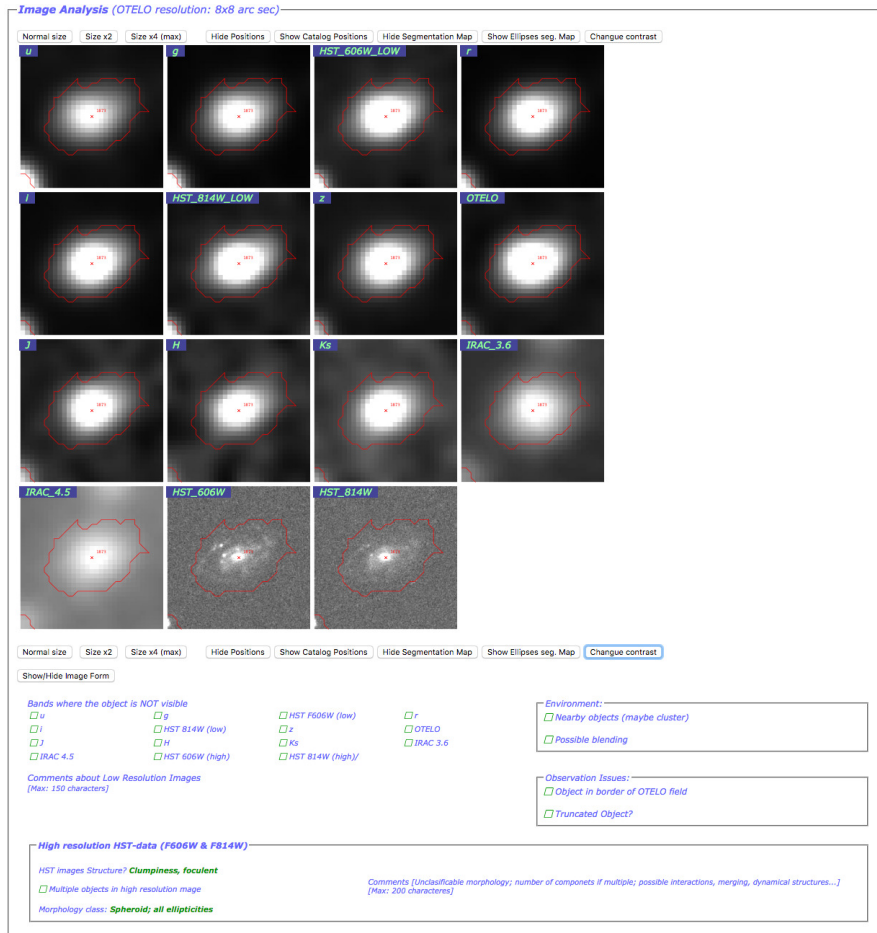 Image Analysis (OTELO resolution: 8x8 arc sec)
Normal size Size x2 Size x4 (max) Hide Positions Show Catalog Positions Hide Segmentation Map Show Ellipses seg. Map Changue contrast
u g HST_606W_LOW r
i HST_814W_LOW z OTELO
J H Ks IRAC_3.6
IRAC_4.5 HST_606W HST_814W
Normal size Size x2 Size x4 (max) Hide Positions Show Catalog Positions Hide Segmentation Map Show Ellipses seg. Map Changue contrast
Show/Hide Image Form
Bands where the object is NOT visible
u g HST F606W (low) r
i HST 814W (low) z OTELO
J H Ks IRAC 3.6
IRAC 4.5 HST 606W (high) HST 814W (high)/
Environment:
Nearby objects (maybe cluster)
Possible blending
Comments about Low Resolution Images
[Max: 150 characters]
Observation Issues:
Object in border of OTELO field
Truncated Object?
High resolution HST-data (F606W & F814W)
HST images Structure? Clumpiness, foculent
Multiple objects in high resolution mage
Comments [Unclasificable morphology; number of componets if multiple; possible interactions, merging, dynamical structures...]
[Max: 200 characteres]
Morphology class: Spheroid; all ellipticities